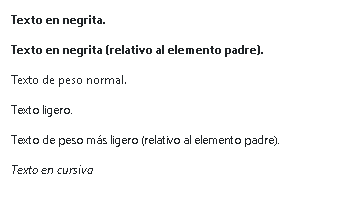 Texto en negrita.
Texto en negrita (relativo al elemento padre).
Texto de peso normal.
Texto ligero.
Texto de peso más ligero (relativo al elemento padre).
Texto en cursiva